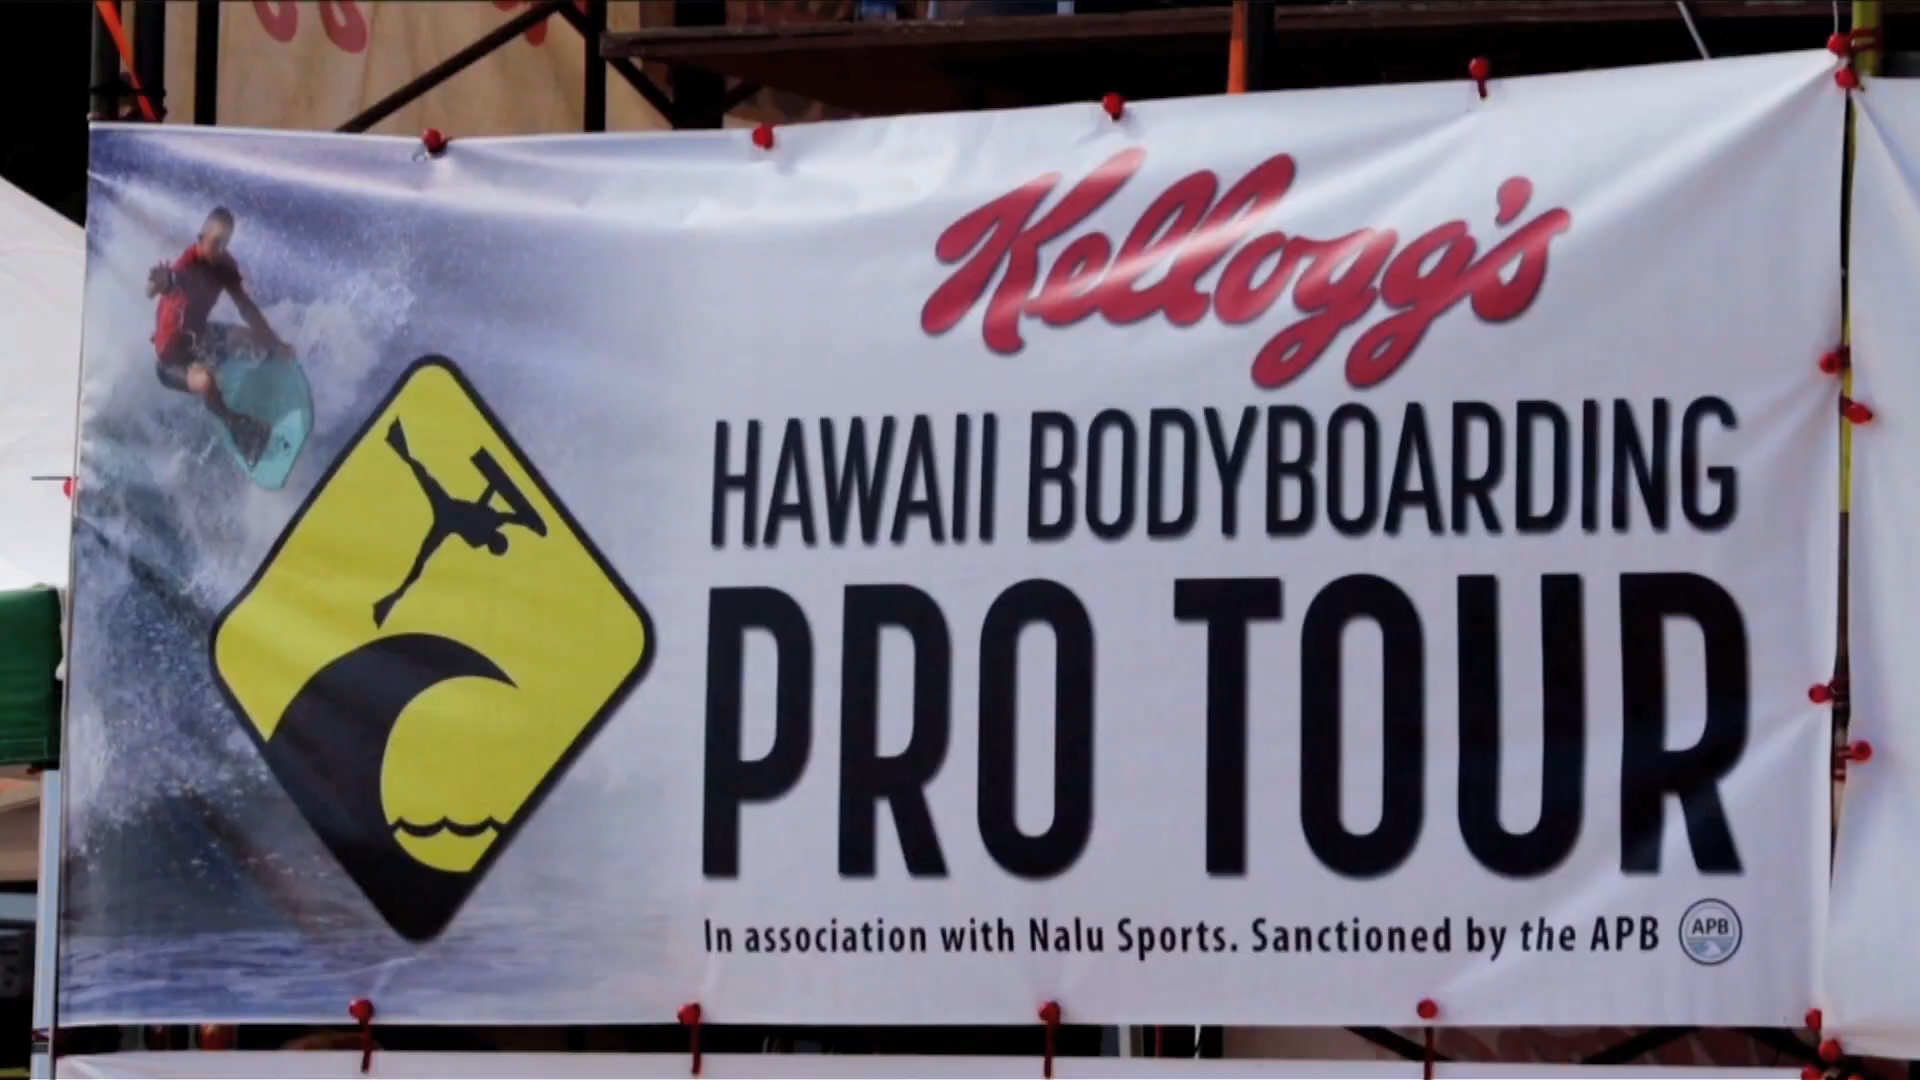 Kellogg's
HAWAII BODYBOARDING
PRO TOUR
In association with Nalu Sports. Sanctioned by the APB
APB